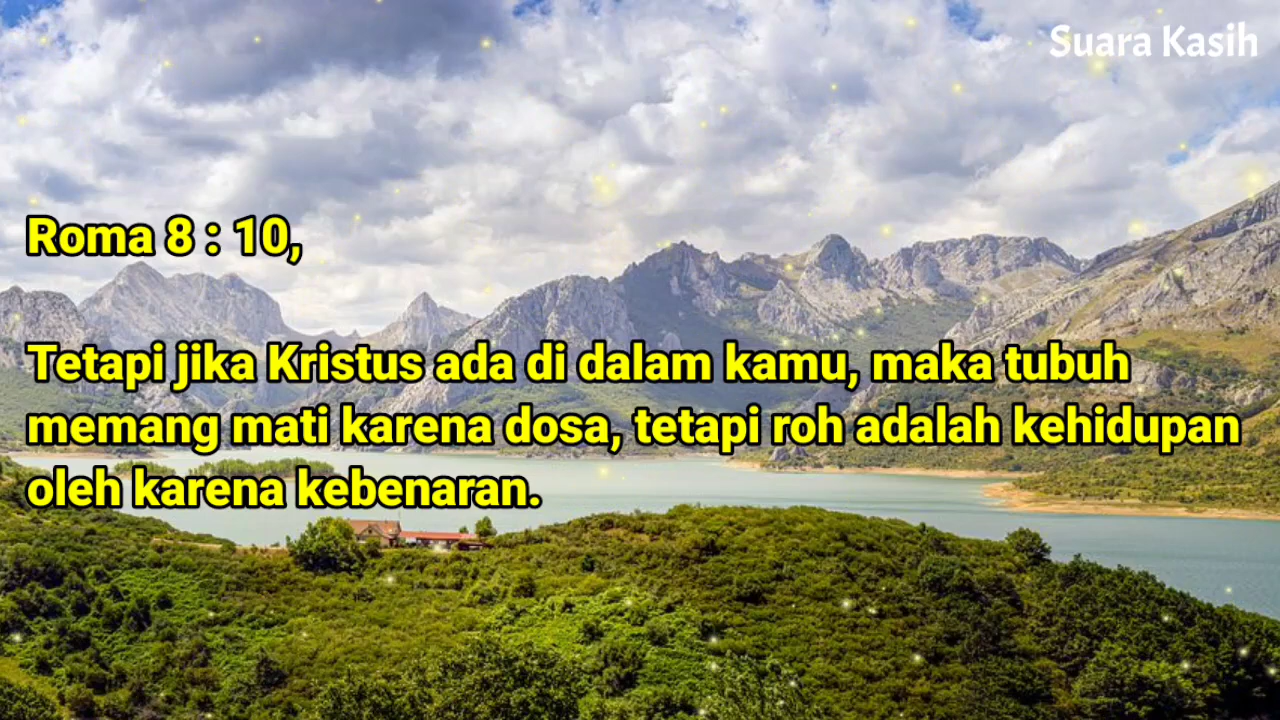 Suara Kasih
Roma 8 : 10,
Tetapi jika Kristus ada di dalam kamu, maka tubuh
memang mati karena dosa, tetapi roh adalah kehidupan
oleh karena kebenaran.